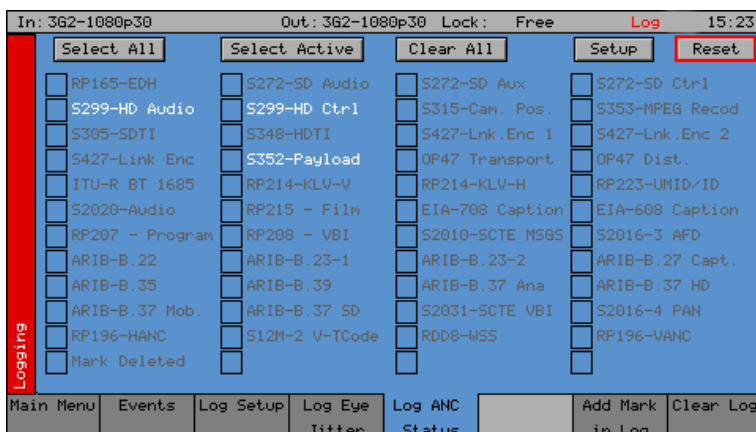 In: 3G2-1080p30 Out: 3G2-1080p30 Lock: Free Log 15:23
Select All Select Active Clear All Setup Reset
RP165-EDH S272-SD Audio S272-SD Aux S272-SD Ctrl
S299-HD Audio S299-HD Ctrl S315-Cam. Pos. S353-MPEG Recod
S305-SDTI S348-HDTI S427-Lnk.Enc 1 S427-Lnk.Enc 2
S427-Link Enc S352-Payload OP47 Transport OP47 Dist.
ITU-R BT 1685 RP214-KLV-V RP214-KLV-H RP223-UMID/ID
S2020-Audio RP215 - Film EIA-708 Caption EIA-608 Caption
RP207 - Program RP208 - VBI S2010-SCTE MSGS S2016-3 AFD
ARIB-B.22 ARIB-B.23-1 ARIB-B.23-2 ARIB-B.27 Capt.
ARIB-B.35 ARIB-B.39 ARIB-B.37 Ana ARIB-B.37 HD
ARIB-B.37 Mob. ARIB-B.37 SD S2031-SCTE VBI S2016-4 PAN
RP196-HANC S12M-2 V-TCode RDD8-WSS RP196-VANC
Mark Deleted
Logging
Main Menu Events Log Setup Log Eye Log ANC Add Mark Clear Log
Jitter Status in Log